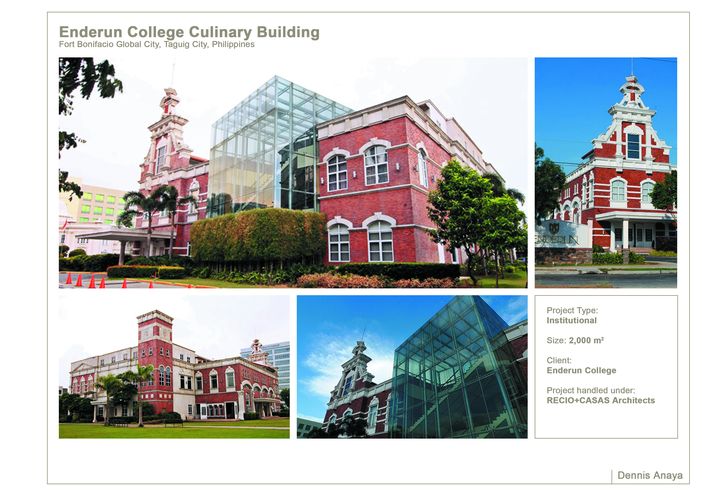 Enderun College Culinary Building
Fort Bonifacio Global City, Taguig City, Philippines
ENDERUN
Project Type:
Institutional
Size: 2,000 m²
Client:
Enderun College
Project handled under:
RECIO+CASAS Architects
Dennis Anaya